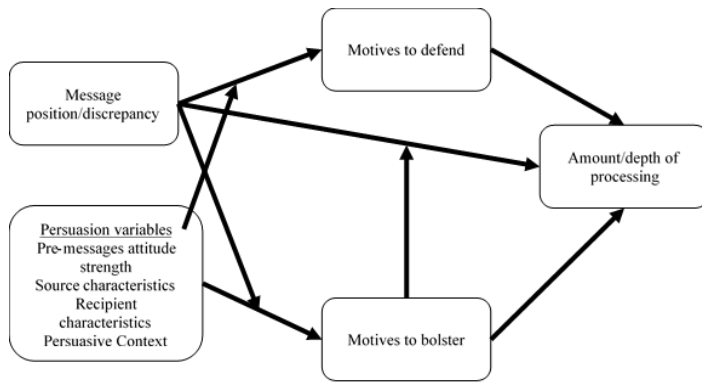 Motives to defend
Message
position/discrepancy
Amount/depth of
processing
Persuasion variables
Pre-messages attitude
strength
Source characteristics
Recipient
characteristics
Persuasive Context
Motives to bolster